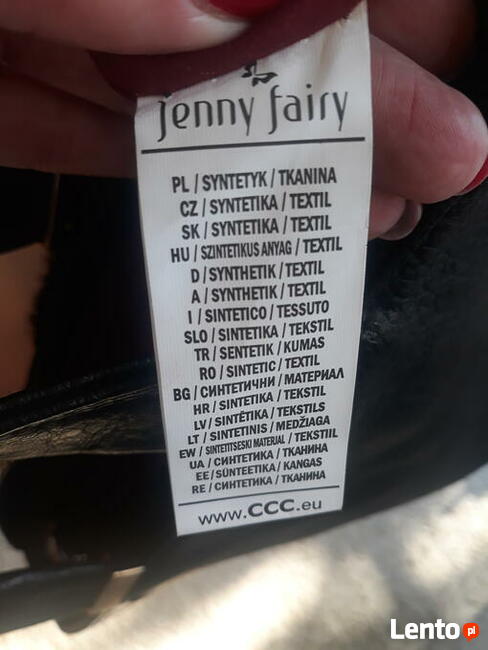 jenny fairy
PL / SYNTETYK / TKANINA
CZ / SYNTETIKA / TEXTIL
SK / SYNTETIKA / TEXTIL
HU / SZINTETIKUS ANYAG / TEXTIL
D / SYNTHETIK / TEXTIL
A / SYNTHETIK / TEXTIL
I / SINTETICO / TESSUTO
SLO / SINTETIKA / TEKSTIL
TR / SENTETIK / KUMAS
RO / SINTETIC / TEXTIL
BG / СИНТЕТИЧНИ / МАТЕРИАЛ
HR / SINTETIKA / TEKSTIL
LV / SINTĒTIKA / TEKSTILS
LT / SINTETINIS / MEDŽIAGA
EW / SINTETITSESKI MATERJAL / TEKSTIIL
UA / СИНТЕТИКА / ТКАНИНА
EE / SÜNTEETIKA / KANGAS
RE / СИНТЕТИКА / ТКАНИНА
www.CCC.eu
Lento pl